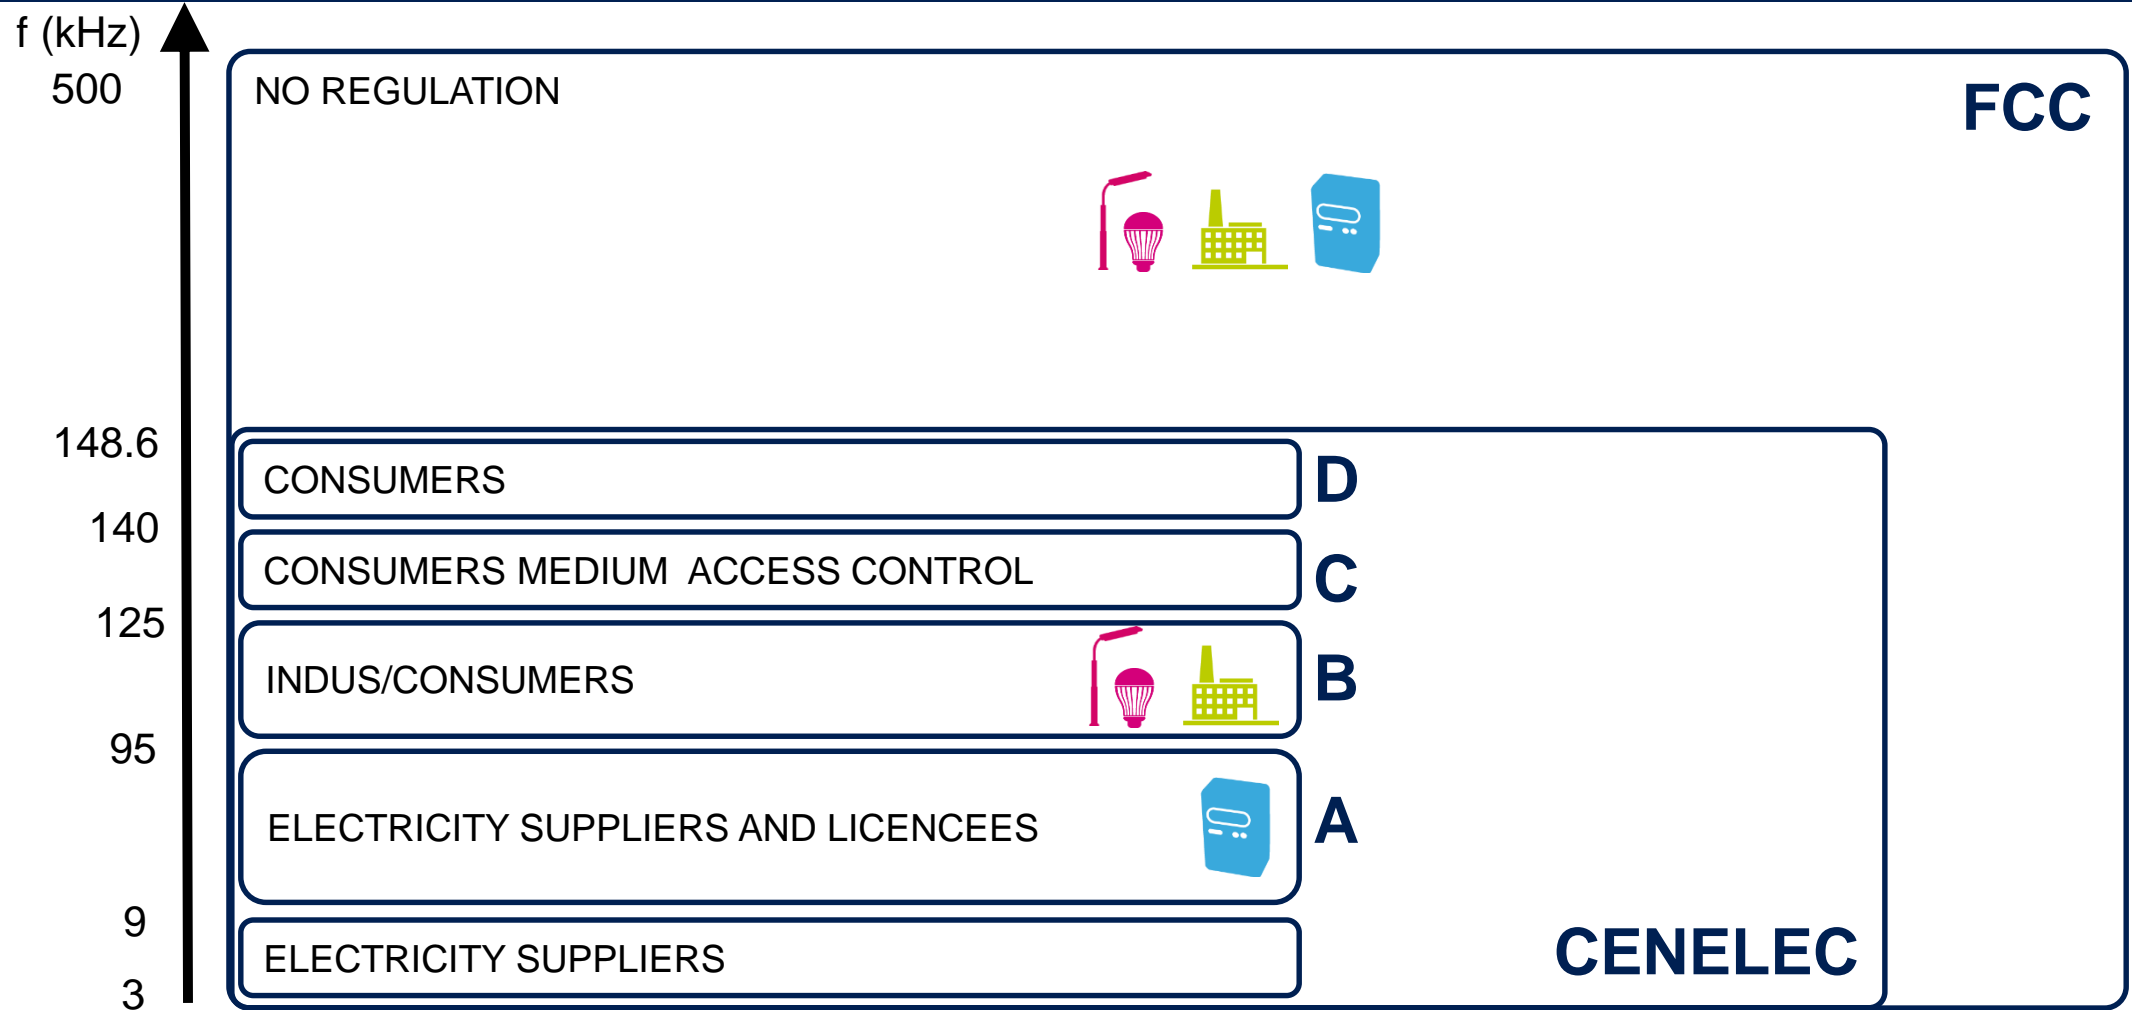 f (kHz)
500
NO REGULATION
FCC
148.6
CONSUMERS
D
140
CONSUMERS MEDIUM ACCESS CONTROL
C
125
INDUS/CONSUMERS
B
95
ELECTRICITY SUPPLIERS AND LICENCEES
A
9
ELECTRICITY SUPPLIERS
CENELEC
3